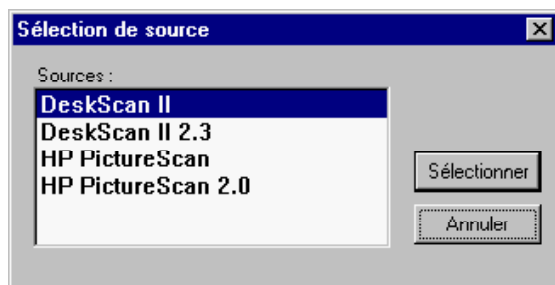 Sélection de source
Sources :
DeskScan II
DeskScan II 2.3
HP PictureScan
HP PictureScan 2.0
Sélectionner
Annuler